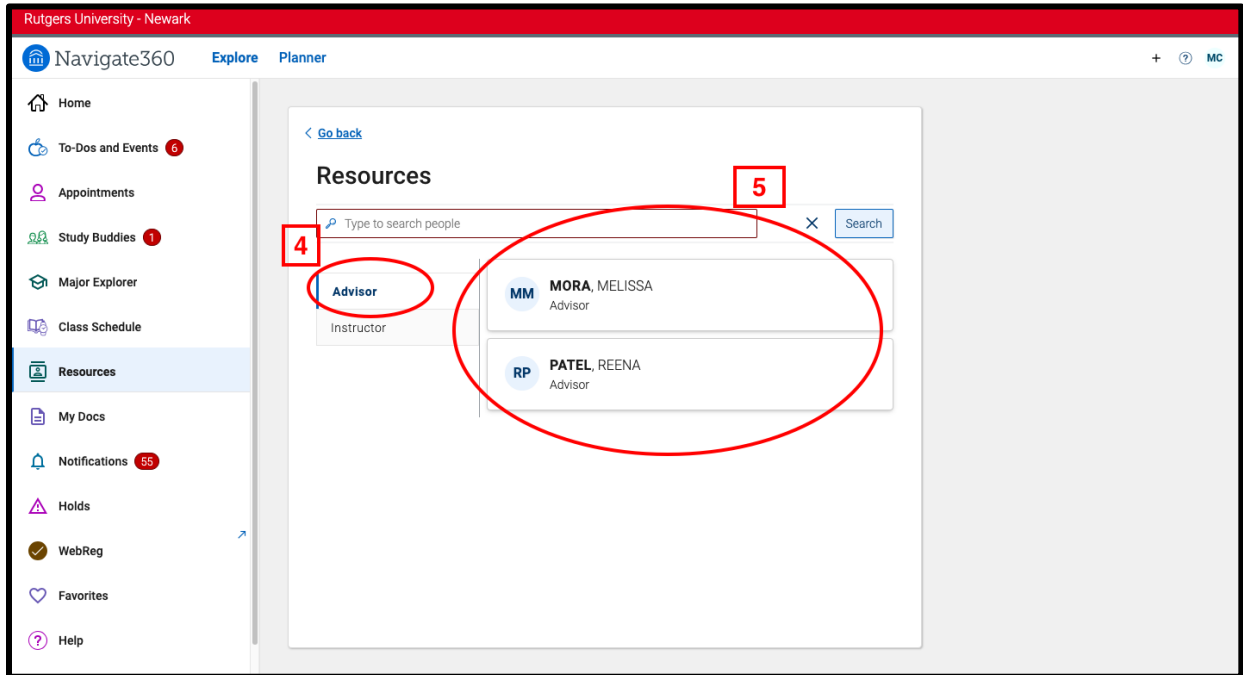 Rutgers University - Newark
Navigate360 Explore Planner + ? MC
Home
To-Dos and Events 6
Appointments
Study Buddies 1
Major Explorer
Class Schedule
Resources
My Docs
Notifications 55
Holds
WebReg
Favorites
? Help
Go back
Resources
5
Type to search people Search
4
Advisor
Instructor
MM MORA, MELISSA
Advisor
RP PATEL, REENA
Advisor